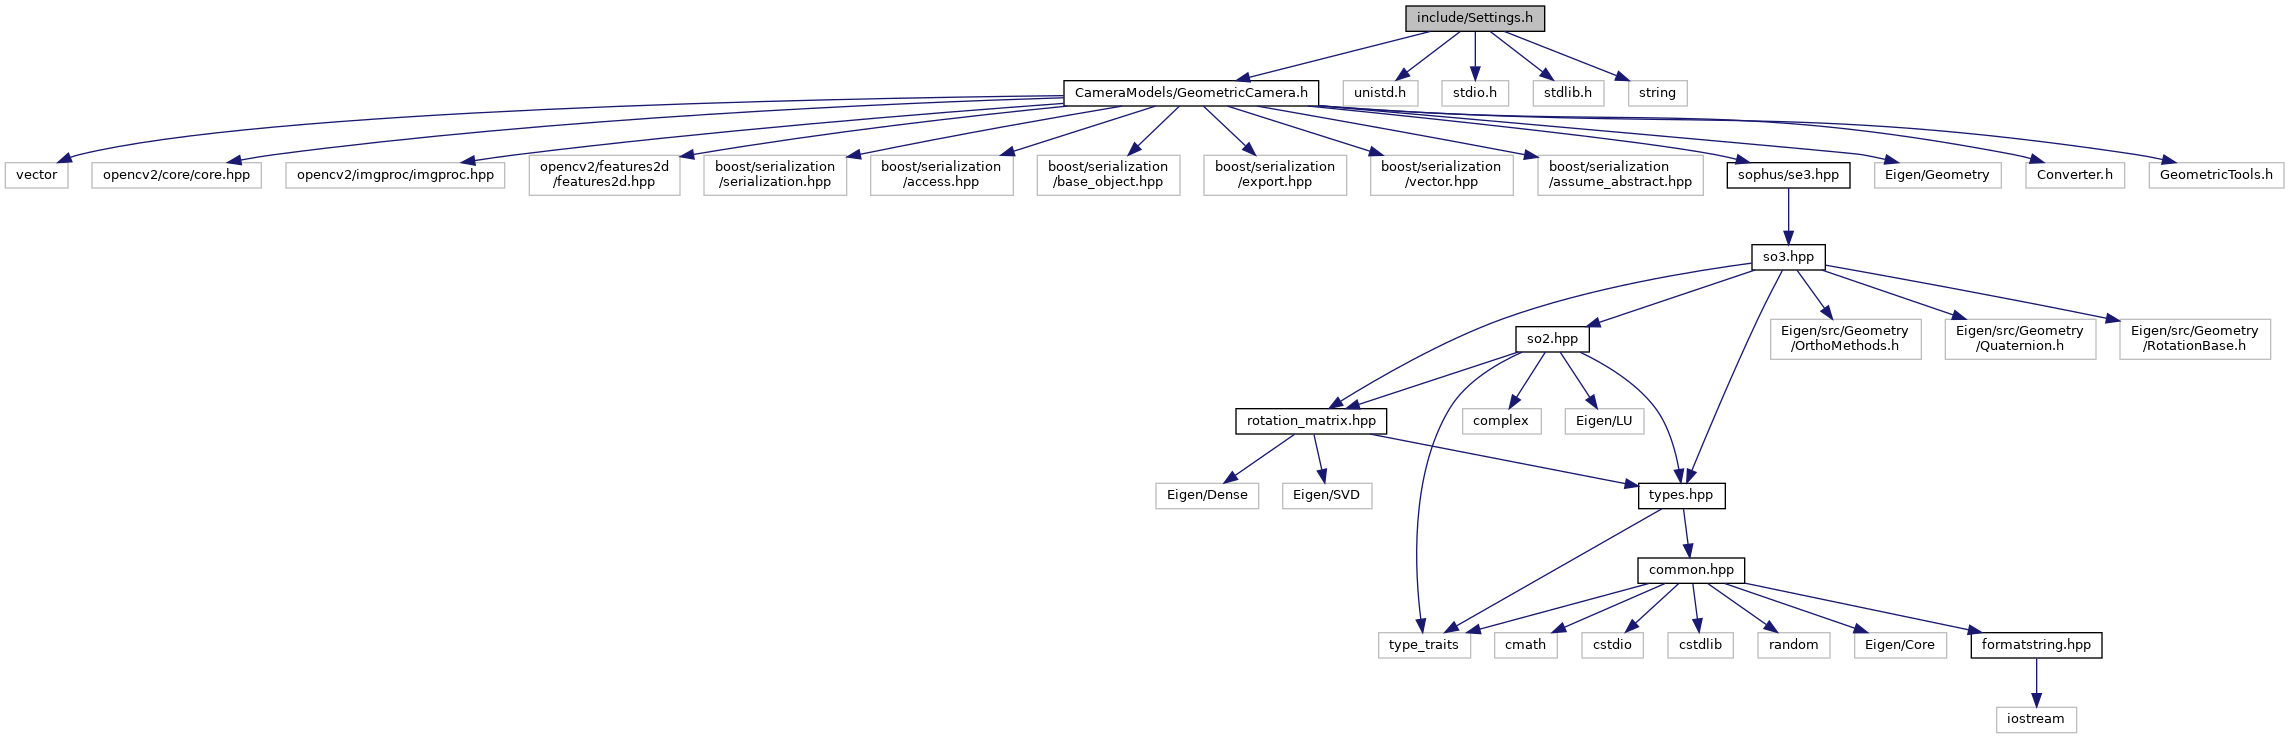 include/Settings.h
CameraModels/GeometricCamera.h
unistd.h
stdio.h
stdlib.h
string
vector
opencv2/core/core.hpp
opencv2/imgproc/imgproc.hpp
opencv2/features2d
/features2d.hpp
boost/serialization
/serialization.hpp
boost/serialization
/access.hpp
boost/serialization
/base_object.hpp
boost/serialization
/export.hpp
boost/serialization
/vector.hpp
boost/serialization
/assume_abstract.hpp
sophus/se3.hpp
Eigen/Geometry
Converter.h
GeometricTools.h
so3.hpp
so2.hpp
Eigen/src/Geometry
/OrthoMethods.h
Eigen/src/Geometry
/Quaternion.h
Eigen/src/Geometry
/RotationBase.h
rotation_matrix.hpp
complex
Eigen/LU
Eigen/Dense
Eigen/SVD
types.hpp
common.hpp
type_traits
cmath
cstdio
cstdlib
random
Eigen/Core
formatstring.hpp
iostream